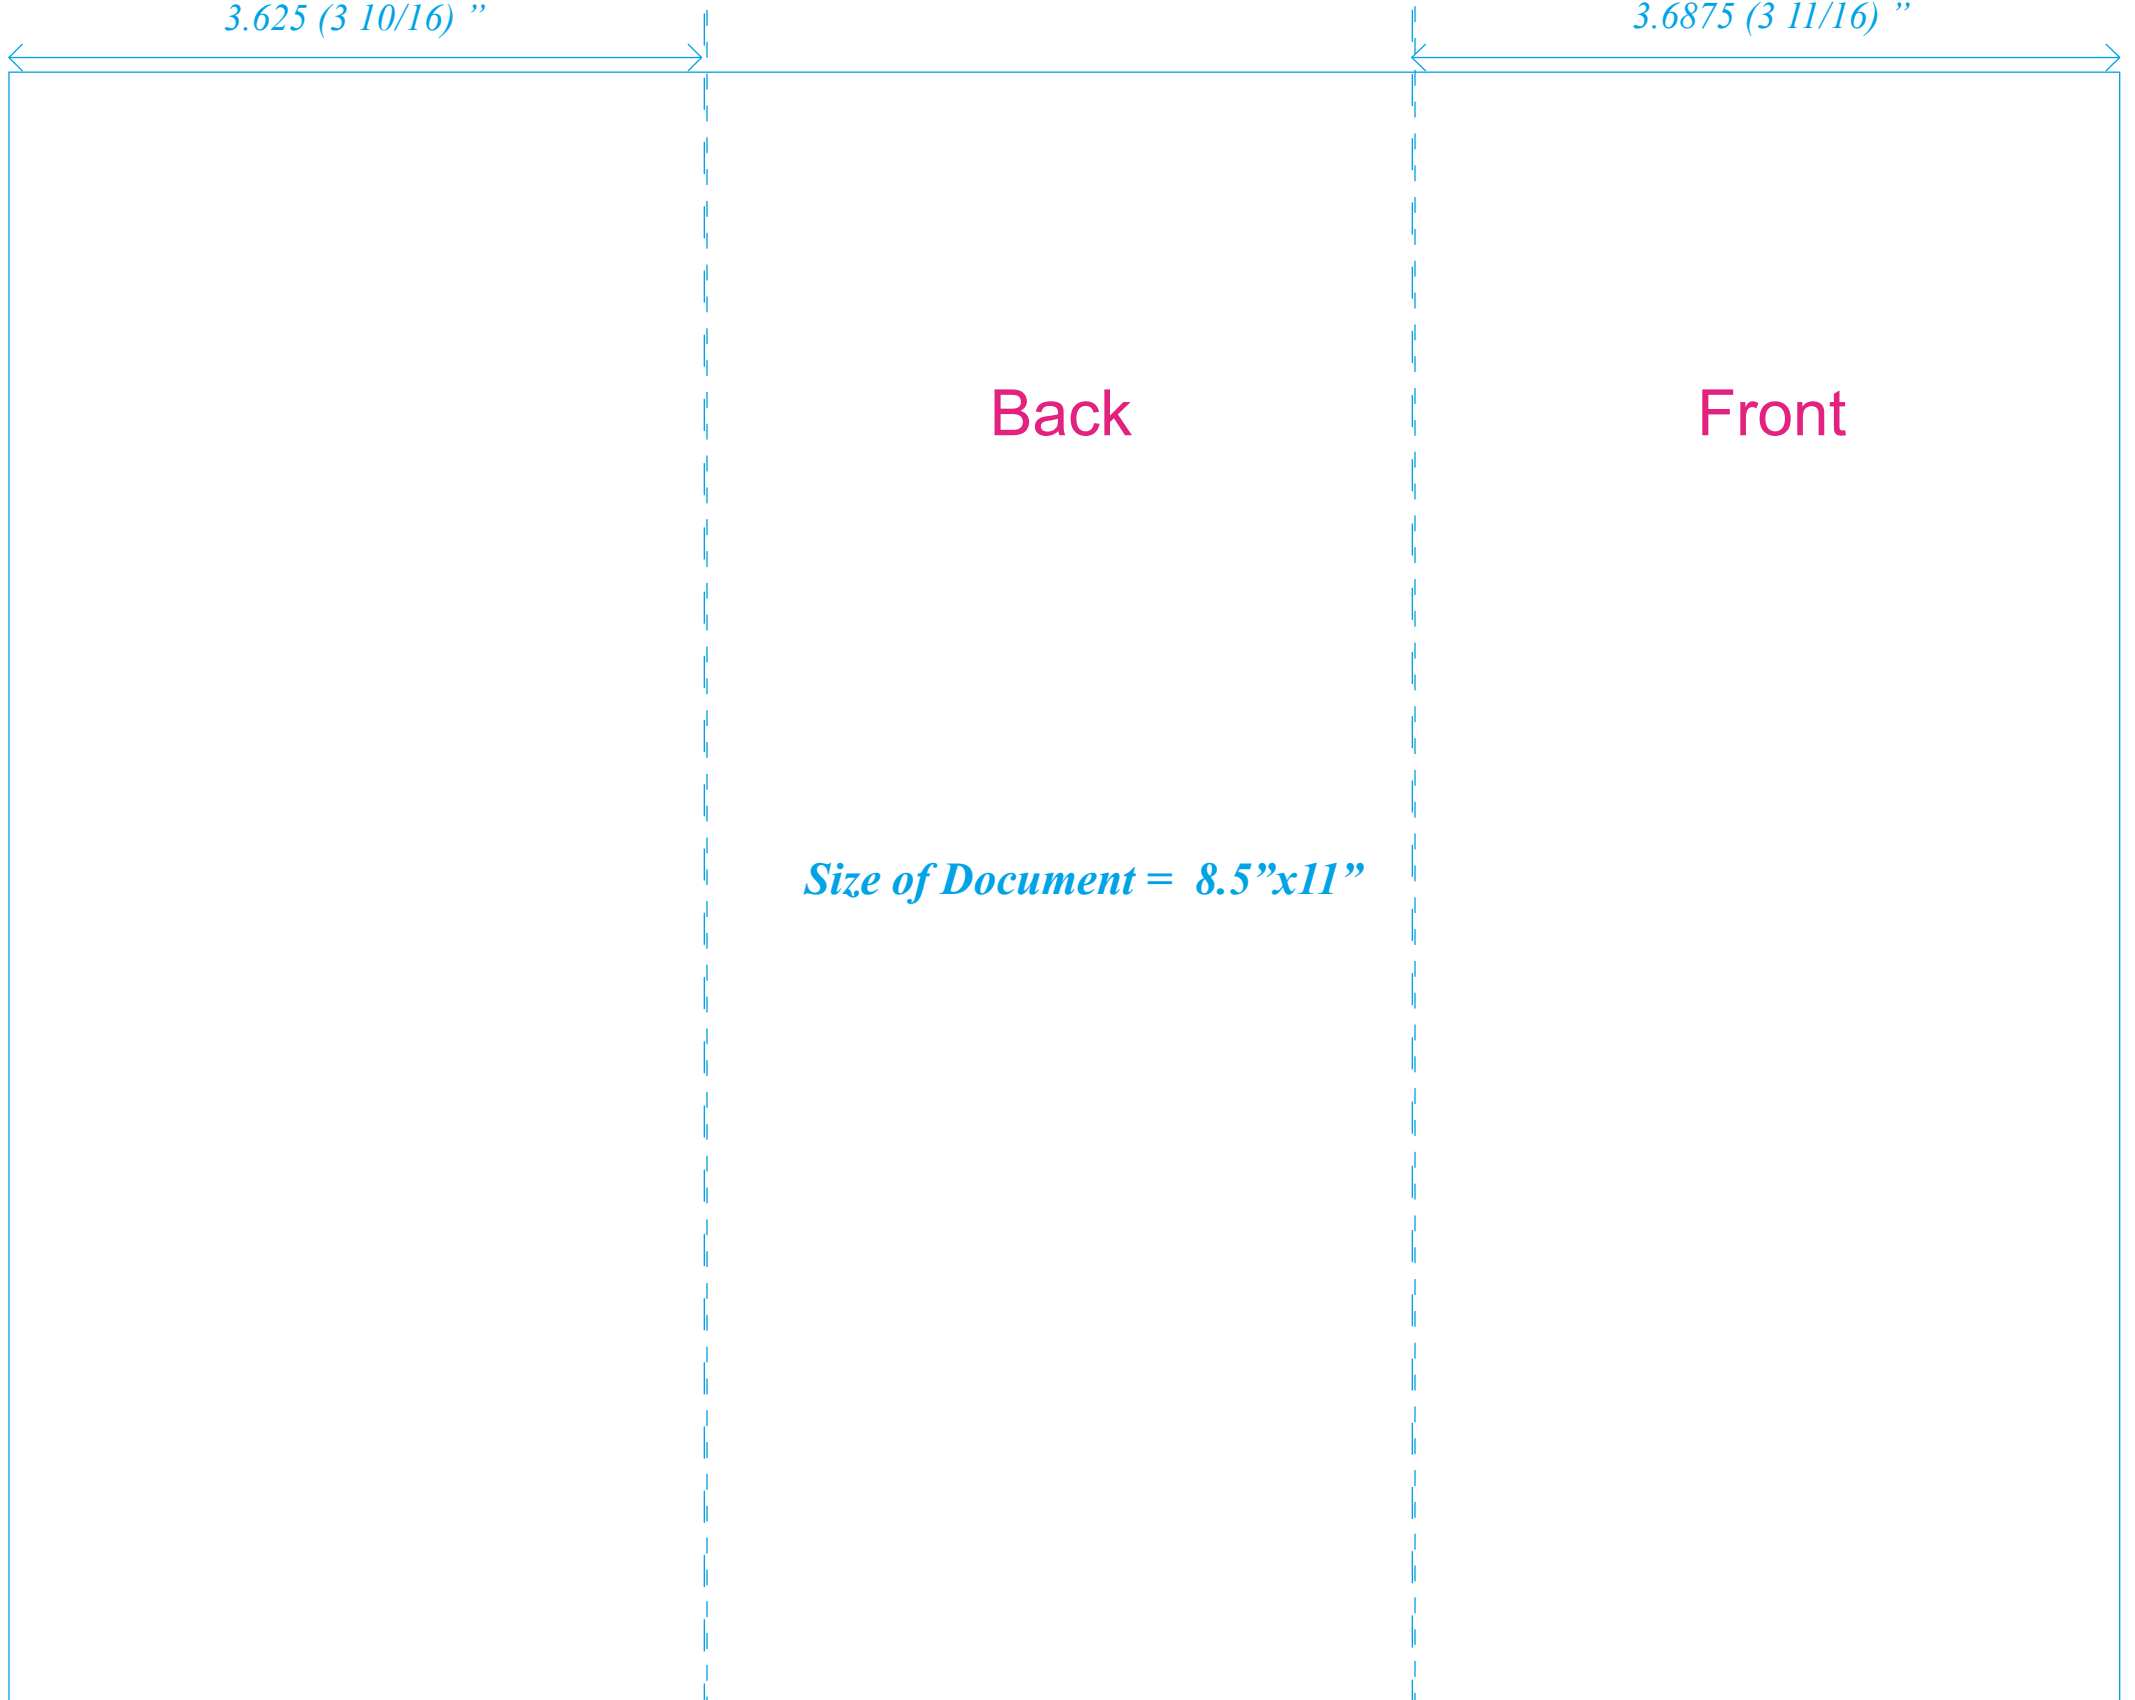 3.625 (3 10/16) ”
3.6875 (3 11/16) ”
Back
Front
Size of Document = 8.5”x11”